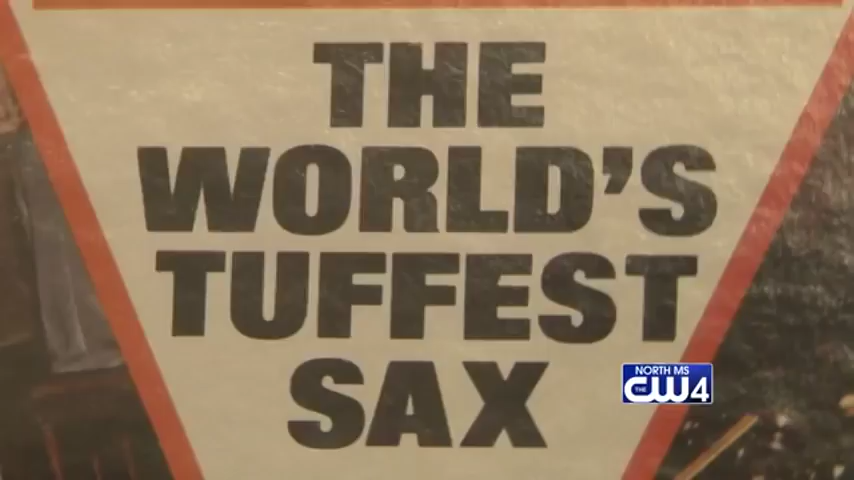 THE
WORLD'S
TUFFEST
SAX
NORTH MS
THE CW4